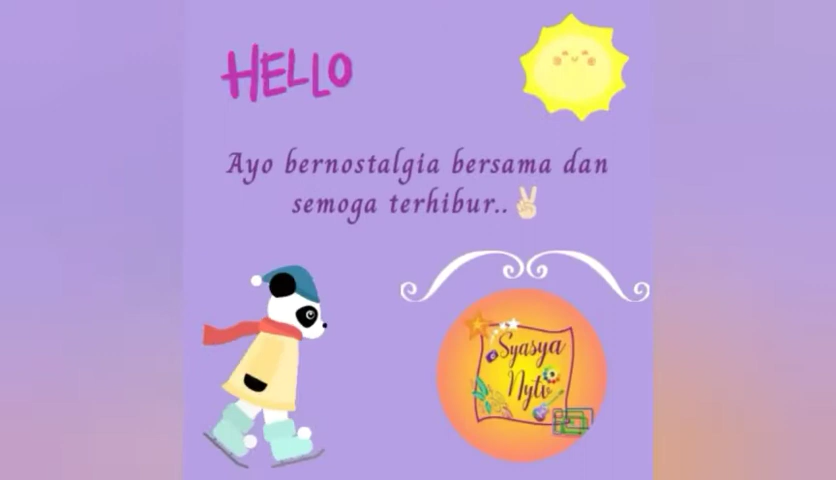 HELLO
Ayo bernostalgia bersama dan
semoga terhibur..✌🏻
Syasya
Nytv